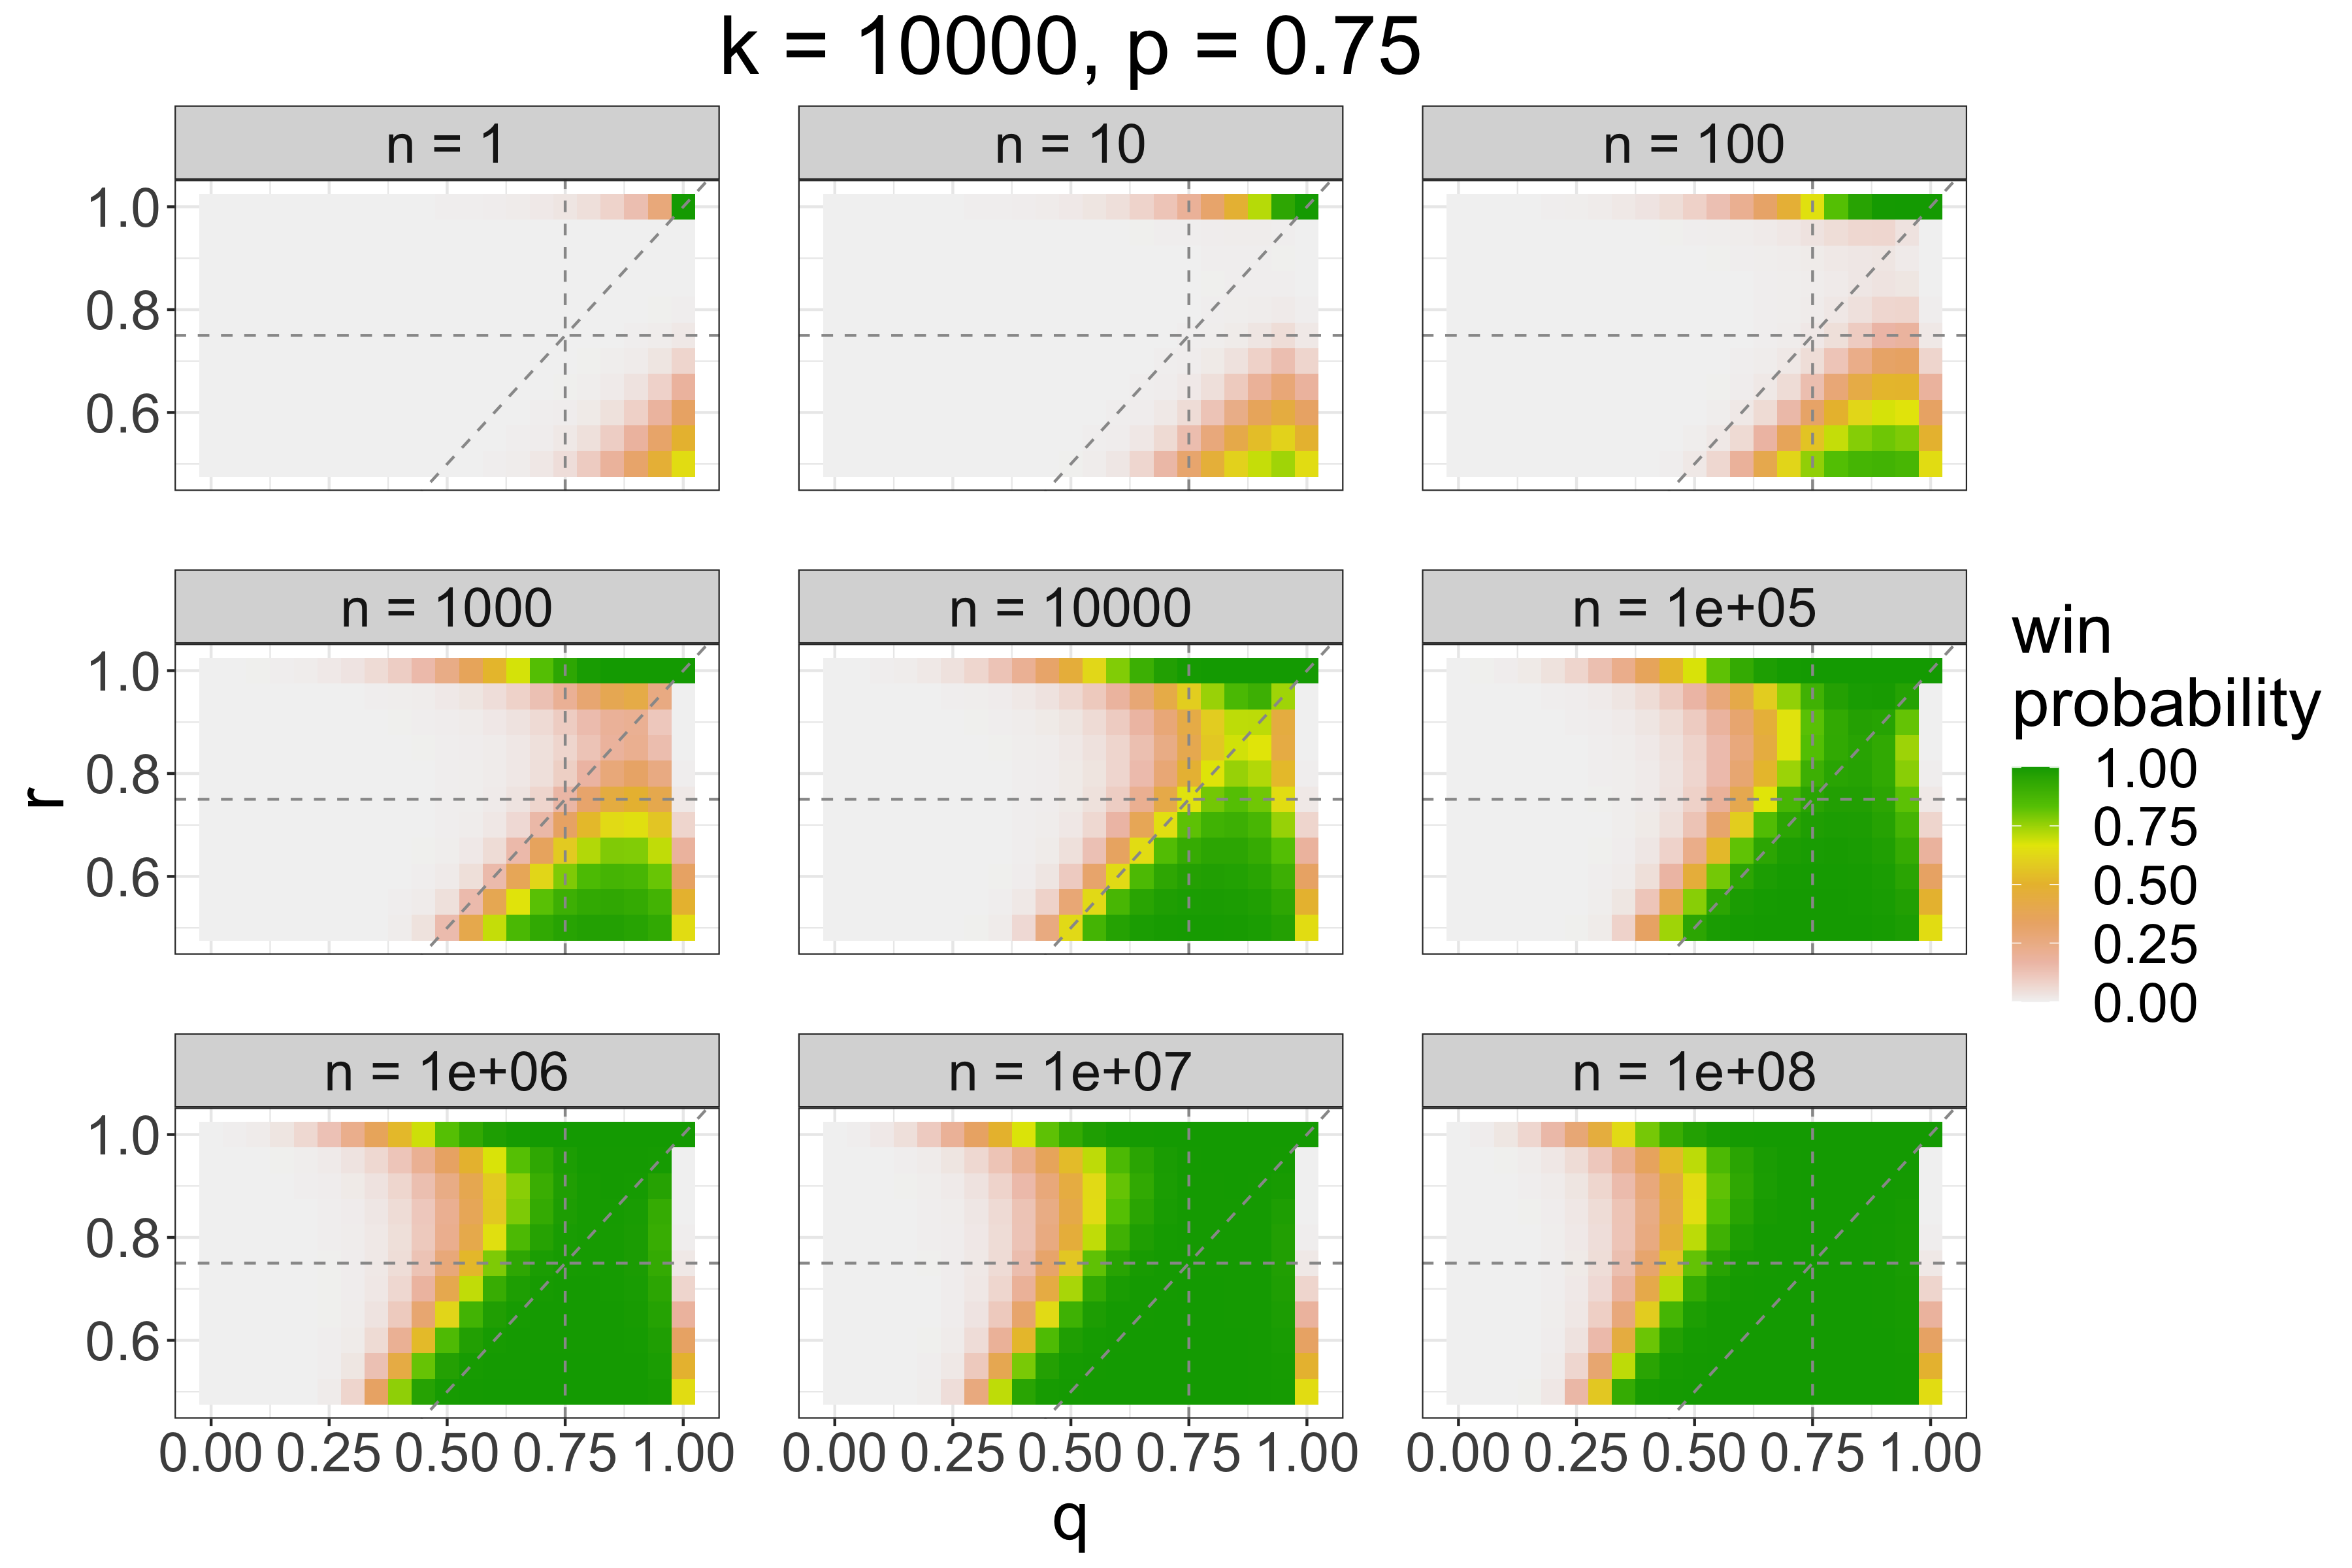 k = 10000, p = 0.75
n = 1
n = 10
n = 100
1.0
0.8
0.6
n = 1000
n = 10000
n = 1e+05
1.0
0.8
0.6
r
n = 1e+06
n = 1e+07
n = 1e+08
1.0
0.8
0.6
0.00 0.25 0.50 0.75 1.00
0.00 0.25 0.50 0.75 1.00
0.00 0.25 0.50 0.75 1.00
q
win
probability
1.00
0.75
0.50
0.25
0.00